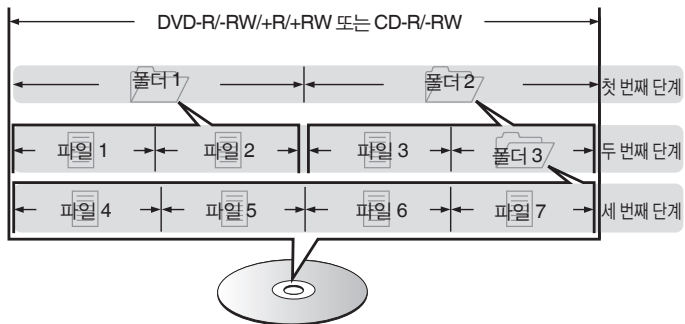 DVD-R/-RW/+R/+RW 또는 CD-R/-RW
폴더 1 폴더 2 첫 번째 단계
파일 1 파일 2 파일 3 폴더 3 두 번째 단계
파일 4 파일 5 파일 6 파일 7 세 번째 단계